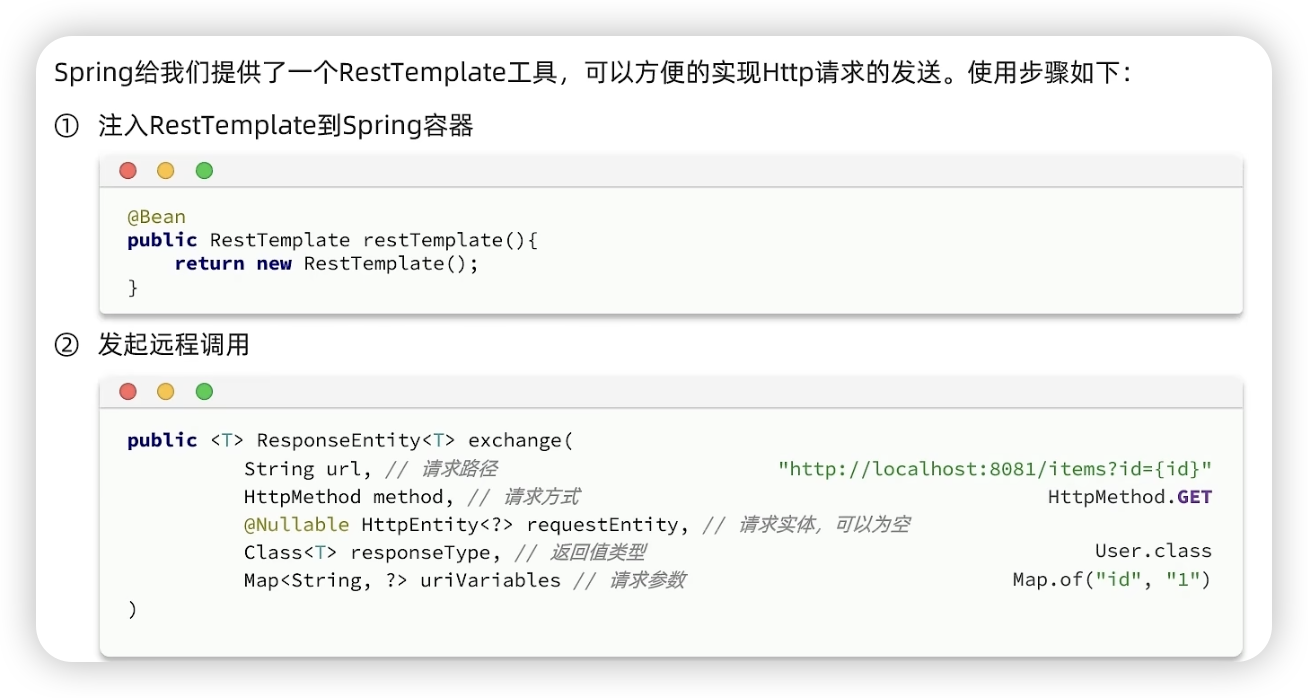 Spring给我们提供了一个RestTemplate工具，可以方便的实现Http请求的发送。使用步骤如下：
① 注入RestTemplate到Spring容器
@Bean
public RestTemplate restTemplate(){
    return new RestTemplate();
}
② 发起远程调用
public <T> ResponseEntity<T> exchange(
String url, // 请求路径 "http://localhost:8081/items?id={id}"
HttpMethod method, // 请求方式 HttpMethod.GET
@Nullable HttpEntity<?> requestEntity, // 请求实体，可以为空
Class<T> responseType, // 返回值类型 User.class
Map<String, ?> uriVariables // 请求参数 Map.of("id", "1")
)